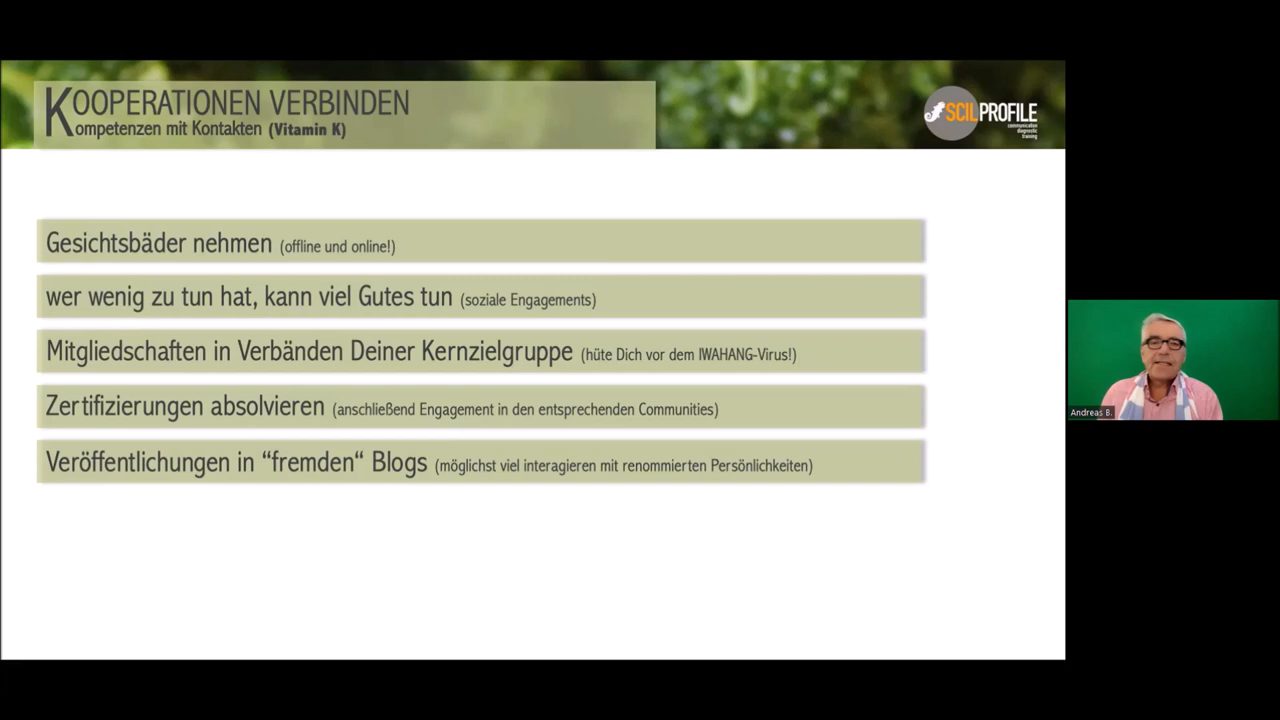 KOOPERATIONEN VERBINDEN
Kompetenzen mit Kontakten (Vitamin K)
SCILPROFILE
communication
diagnostic
training
Gesichtsbäder nehmen (offline und online!)
wer wenig zu tun hat, kann viel Gutes tun (soziale Engagements)
Mitgliedschaften in Verbänden Deiner Kernzielgruppe (hüte Dich vor dem IWAHANG-Virus!)
Zertifizierungen absolvieren (anschließend Engagement in den entsprechenden Communities)
Veröffentlichungen in “fremden“ Blogs (möglichst viel interagieren mit renommierten Persönlichkeiten)
Andreas B.